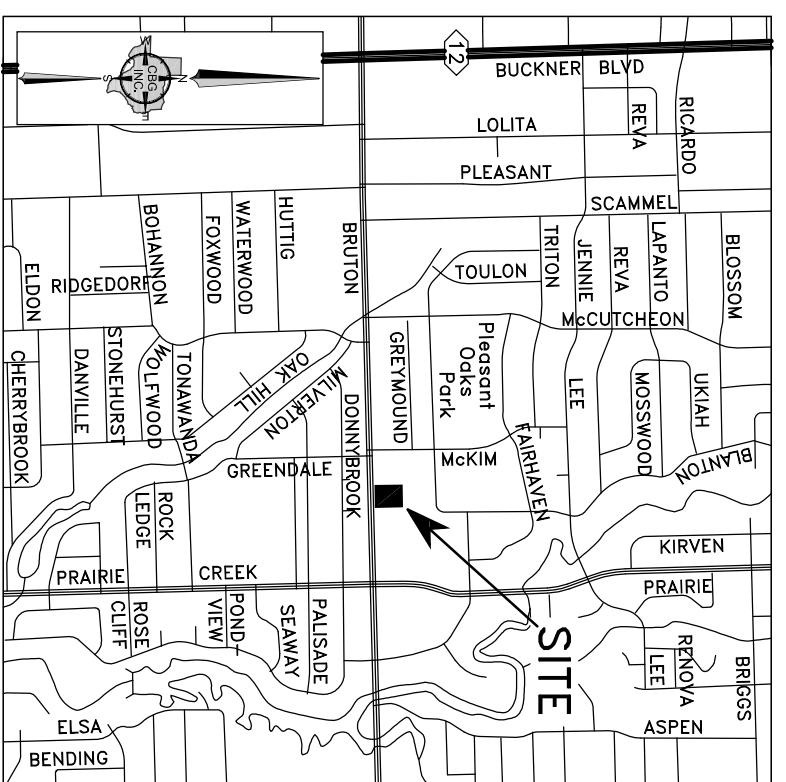 12
BUCKNER BLVD
LOLITA
REVA
RICARDO
PLEASANT
SCAMMEL
W
S
N
E
CBG
INC.
ELDON
RIDGEDORF
BOHANNON
FOXWOOD
WATERWOOD
HUTTIG
BRUTON
TOULON
TRITON
JENNIE
REVA
LAPANTO
BLOSSOM
McCUTCHEON
CHERRYBROOK
DANVILLE
STONEHURST
WOLFWOOD
TONAWANDA
OAK HILL
MILVERTON
DONNYBROOK
GREYMOUND
Pleasant
Oaks
Park
LEE
MOSSWOOD
UKIAH
BLANTON
FAIRHAVEN
McKIM
GREENDALE
ROCK
LEDGE
PRAIRIE CREEK
KIRVEN
PRAIRIE
ROSE
CLIFF
POND
VIEW
SEAWAY
PALISADE
SITE
LEE
RENOVA
BRIGGS
ELSA
ASPEN
BENDING